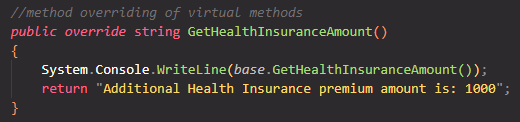 //method overriding of virtual methods
public override string GetHealthInsuranceAmount()
{
System.Console.WriteLine(base.GetHealthInsuranceAmount());
return "Additional Health Insurance premium amount is: 1000";
}